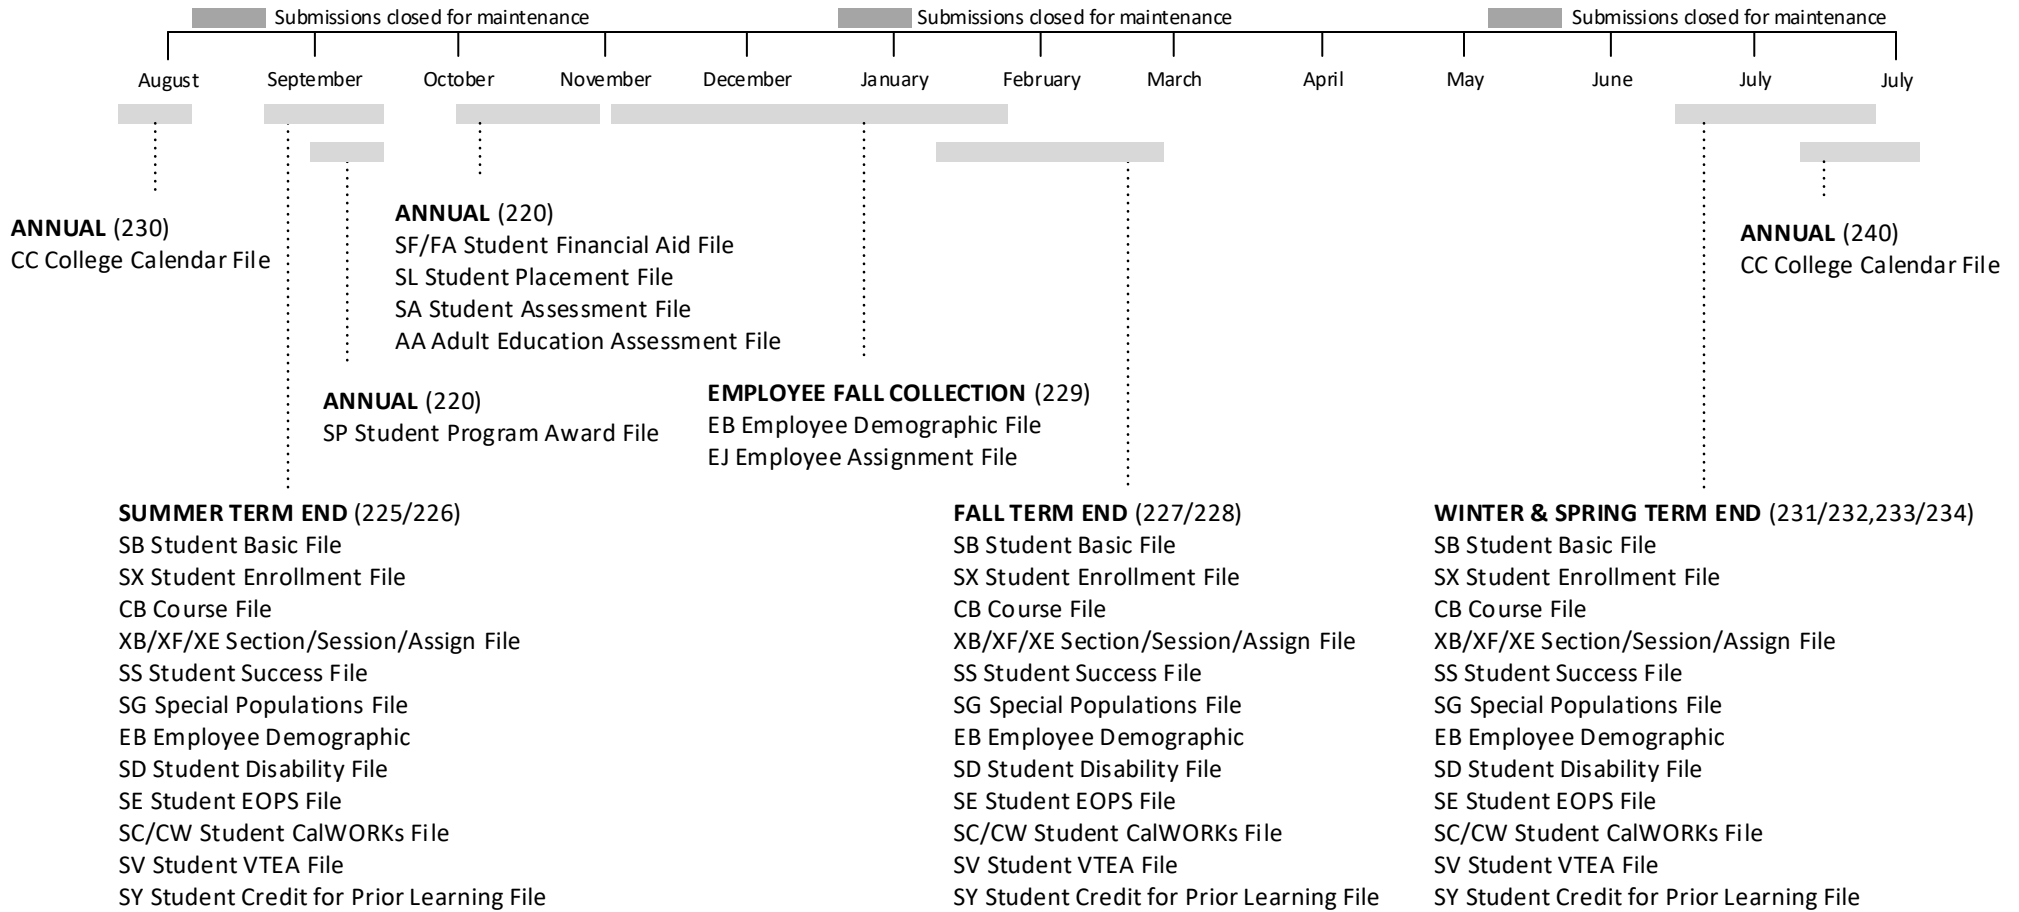 Submissions closed for maintenance
Submissions closed for maintenance
Submissions closed for maintenance
August
September
October
November
December
January
February
March
April
May
June
July
July
ANNUAL (230)
CC College Calendar File
ANNUAL (220)
SF/FA Student Financial Aid File
SL Student Placement File
SA Student Assessment File
AA Adult Education Assessment File
ANNUAL (240)
CC College Calendar File
ANNUAL (220)
SP Student Program Award File
EMPLOYEE FALL COLLECTION (229)
EB Employee Demographic File
EJ Employee Assignment File
SUMMER TERM END (225/226)
SB Student Basic File
SX Student Enrollment File
CB Course File
XB/XF/XE Section/Session/Assign File
SS Student Success File
SG Special Populations File
EB Employee Demographic
SD Student Disability File
SE Student EOPS File
SC/CW Student CalWORKs File
SV Student VTEA File
SY Student Credit for Prior Learning File
FALL TERM END (227/228)
SB Student Basic File
SX Student Enrollment File
CB Course File
XB/XF/XE Section/Session/Assign File
SS Student Success File
SG Special Populations File
EB Employee Demographic
SD Student Disability File
SE Student EOPS File
SC/CW Student CalWORKs File
SV Student VTEA File
SY Student Credit for Prior Learning File
WINTER & SPRING TERM END (231/232,233/234)
SB Student Basic File
SX Student Enrollment File
CB Course File
XB/XF/XE Section/Session/Assign File
SS Student Success File
SG Special Populations File
EB Employee Demographic
SD Student Disability File
SE Student EOPS File
SC/CW Student CalWORKs File
SV Student VTEA File
SY Student Credit for Prior Learning File